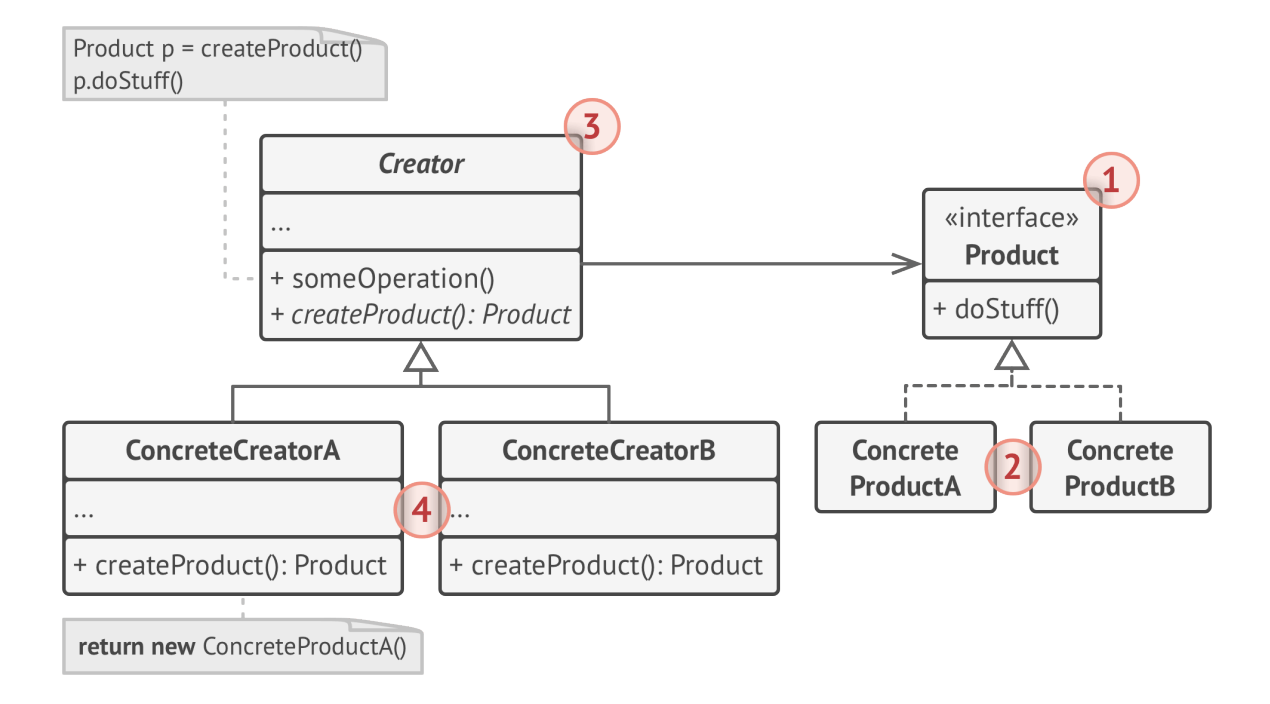 Product p = createProduct()
p.doStuff()
3
Creator
...
+ someOperation()
+ createProduct(): Product
1
«interface»
Product
+ doStuff()
ConcreteCreatorA
...
+ createProduct(): Product
4
ConcreteCreatorB
...
+ createProduct(): Product
Concrete
ProductA
2
Concrete
ProductB
return new ConcreteProductA()